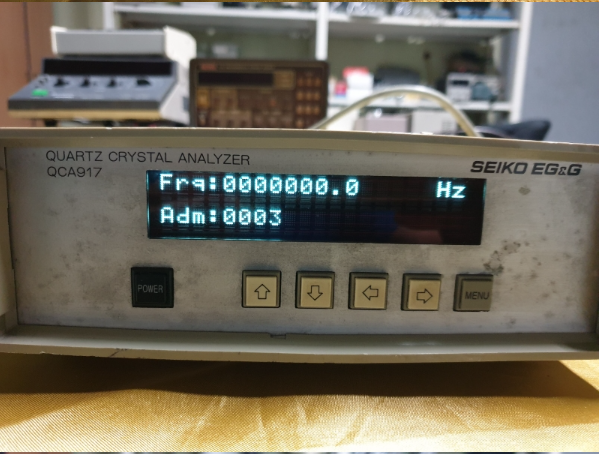 QUARTZ CRYSTAL ANALYZER
QCA917
SEIKO EG&G
Frq:0000000.0 Hz
Adm:0003
POWER
MENU